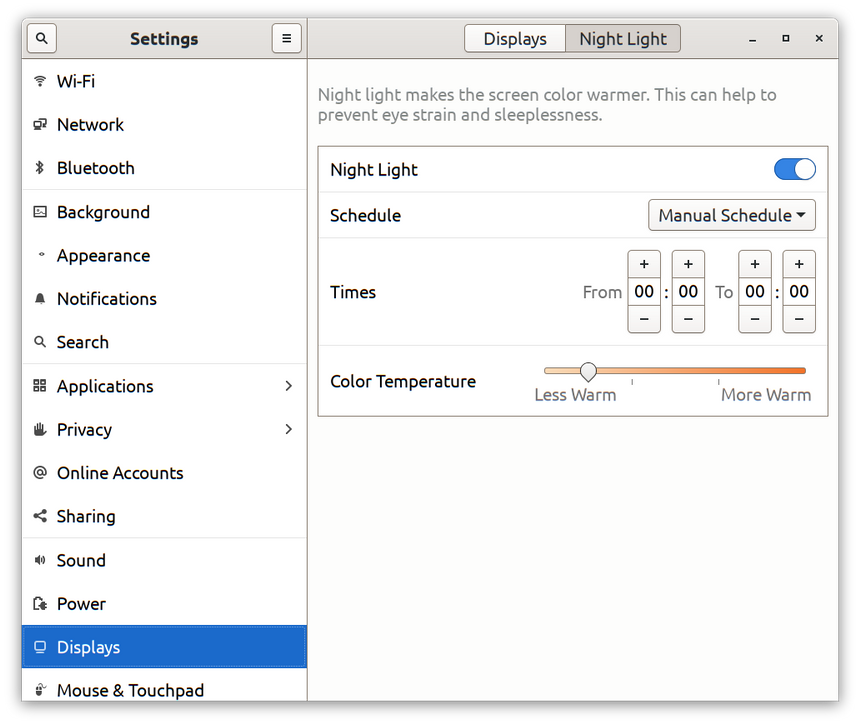 Settings
Displays
Night Light
Wi-Fi
Network
Bluetooth
Background
Appearance
Notifications
Search
Applications
Privacy
Online Accounts
Sharing
Sound
Power
Displays
Mouse & Touchpad
Night light makes the screen color warmer. This can help to
prevent eye strain and sleeplessness.
Night Light
Schedule
Manual Schedule
+ + + +
Times From 00 : 00 To 00 : 00
− − − −
Color Temperature
Less Warm More Warm